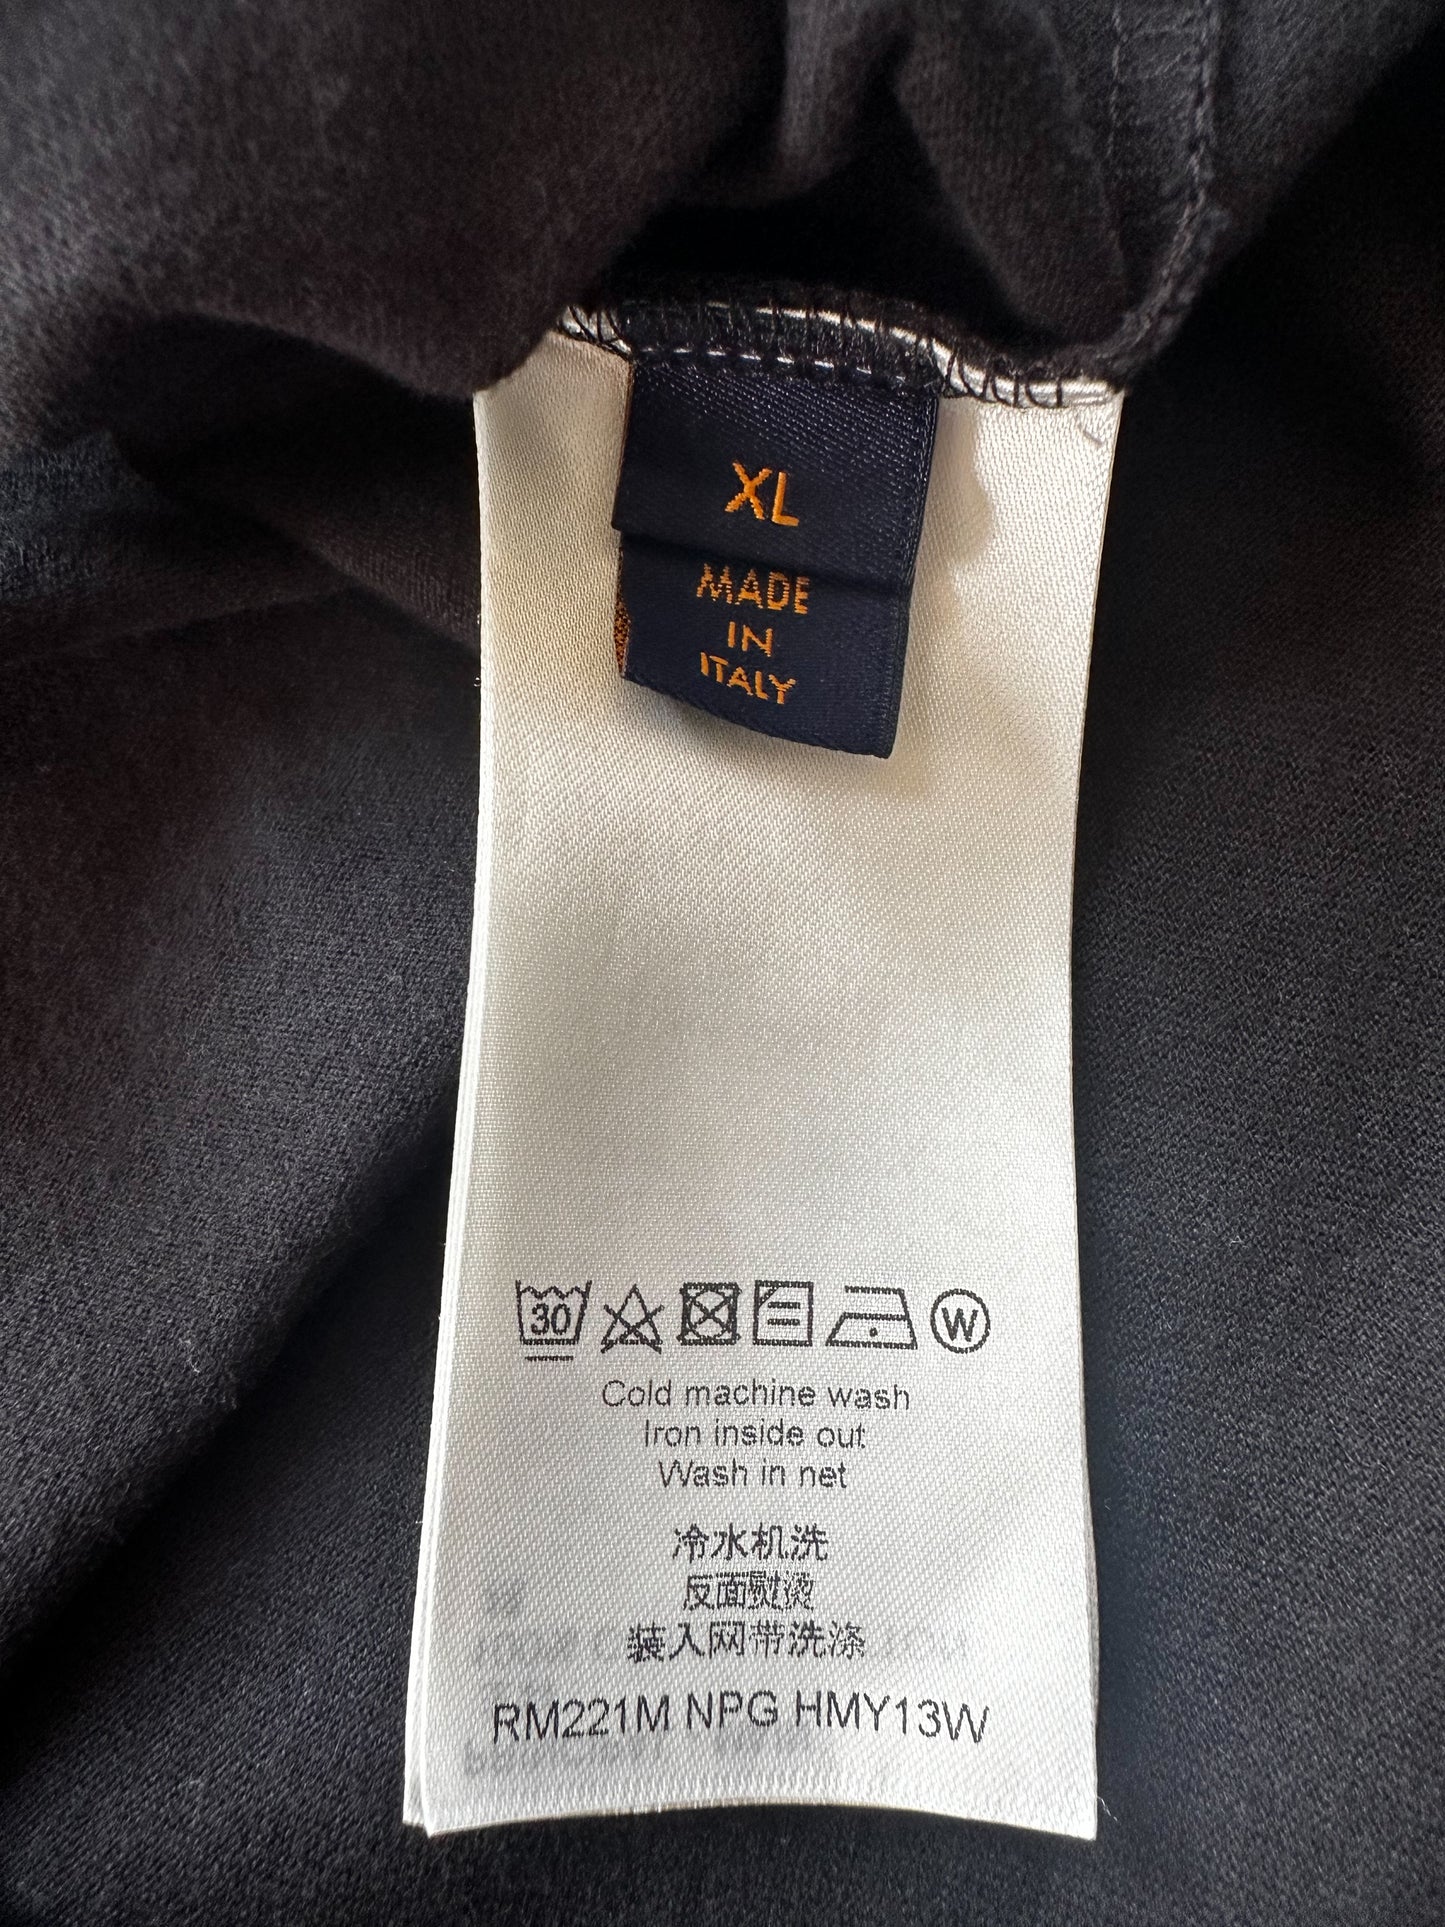 XL
MADE
IN
ITALY
30 W
Cold machine wash
Iron inside out
Wash in net
冷水机洗
反面熨烫
装入网带洗涤
RM221M NPG HMY13W